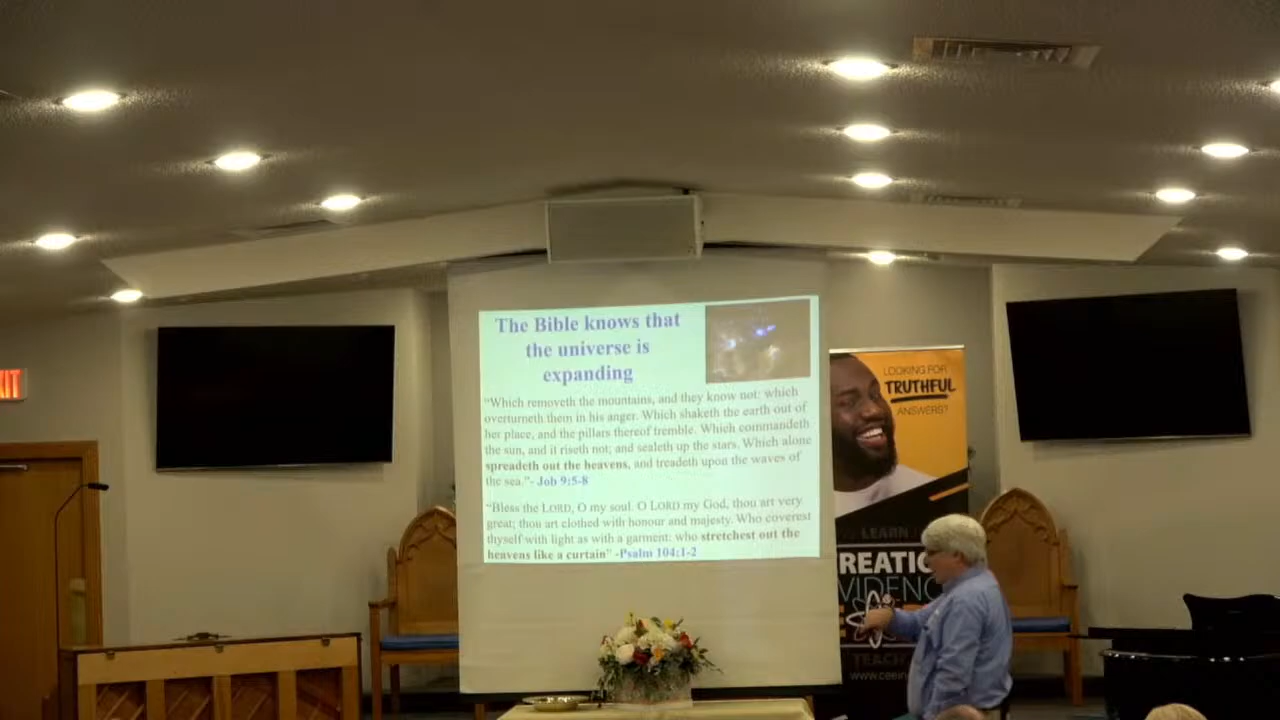 The Bible knows that
the universe is
expanding
"Which removeth the mountains, and they know not: which
overturneth them in his anger. Which shaketh the earth out of
her place, and the pillars thereof tremble. Which commandeth
the sun, and it riseth not; and sealeth up the stars. Which alone
spreadeth out the heavens, and treadeth upon the waves of
the sea."- Job 9:5-8
"Bless the LORD, O my soul. O LORD my God, thou art very
great; thou art clothed with honour and majesty. Who coverest
thyself with light as with a garment: who stretchest out the
heavens like a curtain" -Psalm 104:1-2
LOOKING FOR
TRUTHFUL
ANSWERS?
LEARN
REATIO
VIDENC
TEACH
www.ceein
XIT